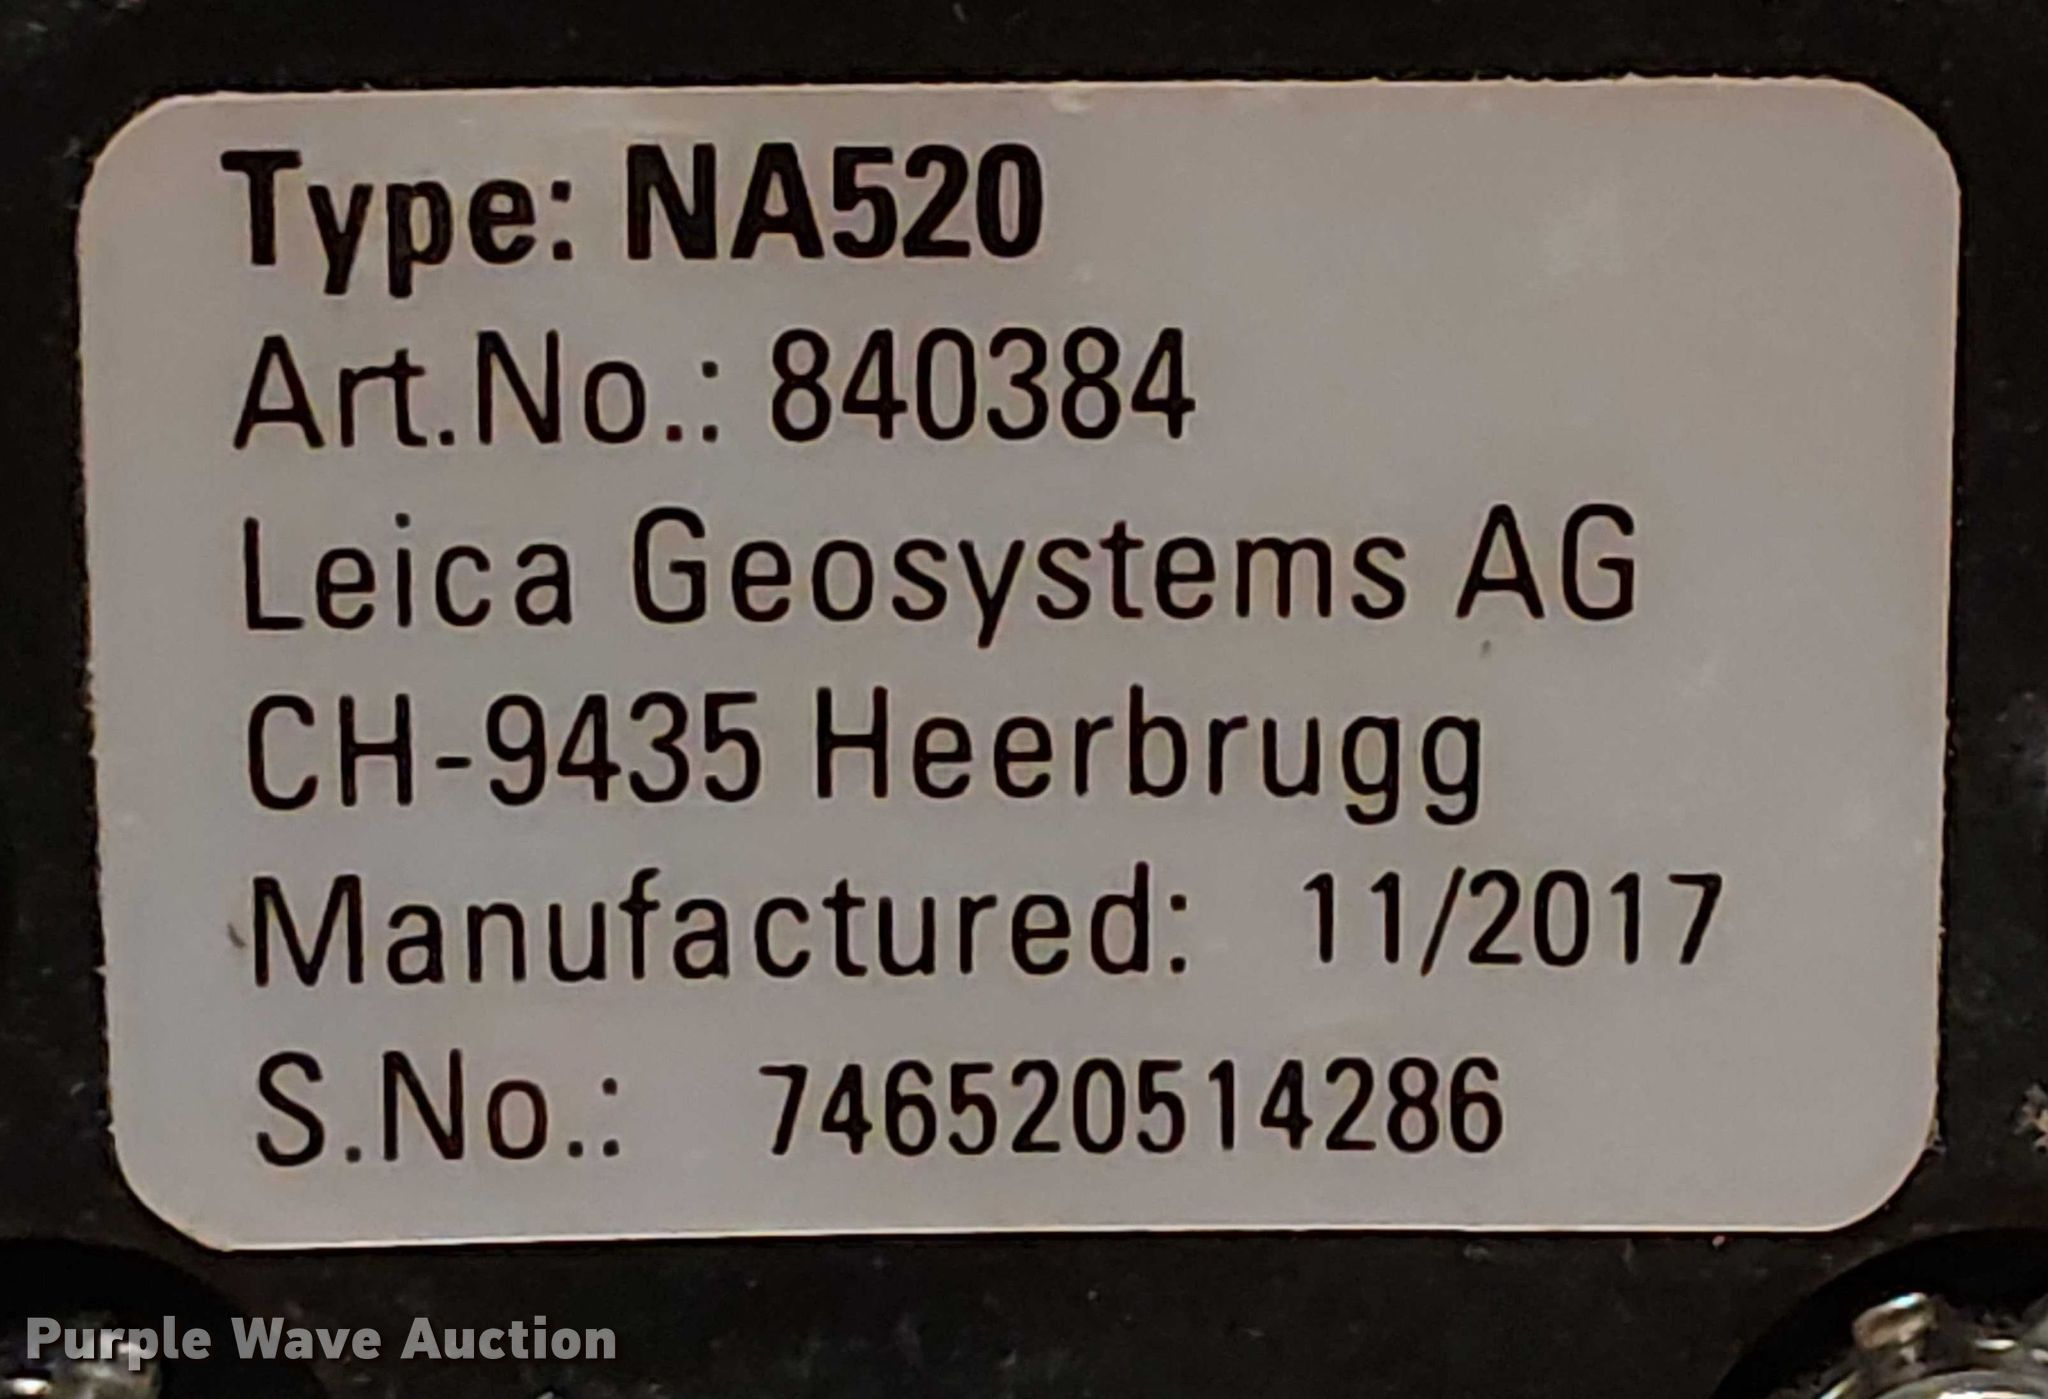 Type: NA520
Art.No.: 840384
Leica Geosystems AG
CH-9435 Heerbrugg
Manufactured: 11/2017
S.No.: 746520514286
Purple Wave Auction